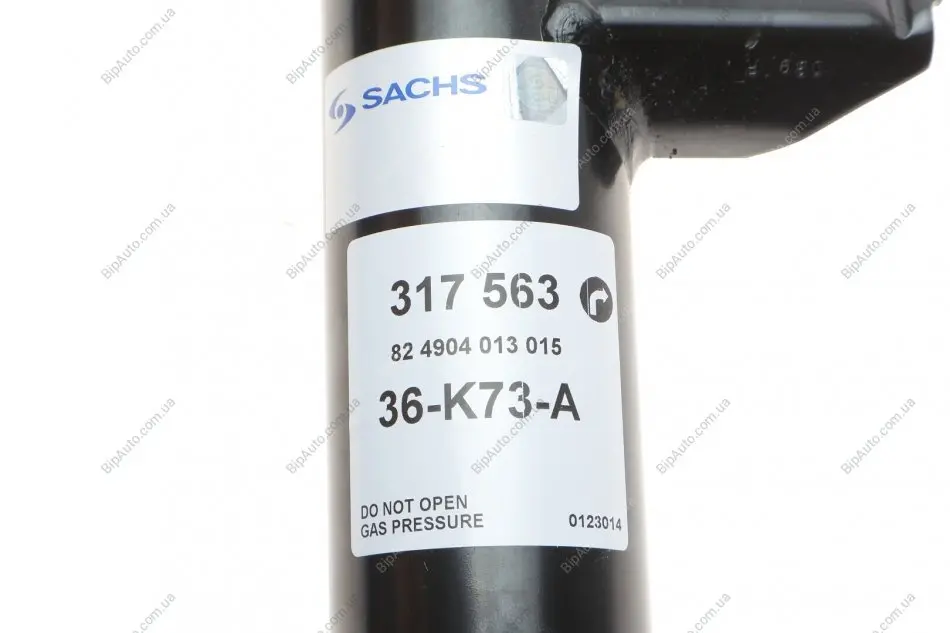 SACHS
317 563
82 4904 013 015
36-K73-A
DO NOT OPEN
GAS PRESSURE
0123014
BipAuto.com.ua